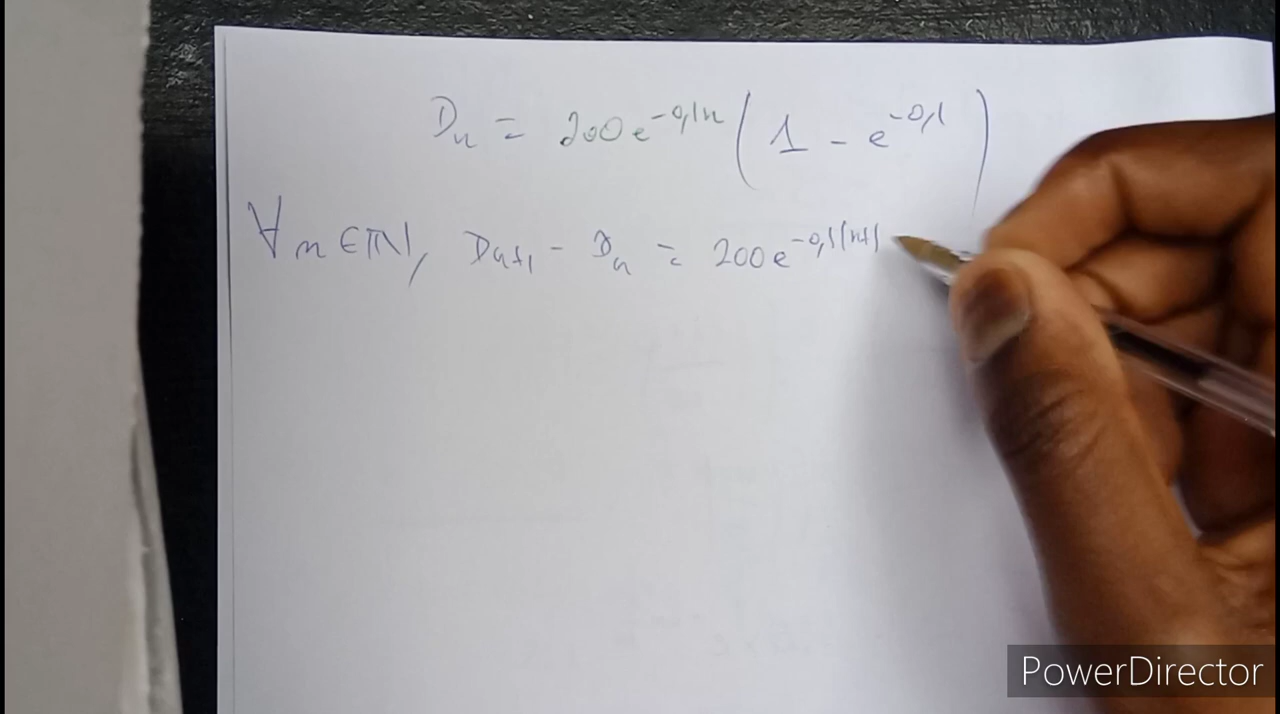 Dn = 200e^-0,1n (1 - e^-0,1)
∀n∈ℕ, Dn+1 - Dn = 200e^-0,1(n+1
PowerDirector